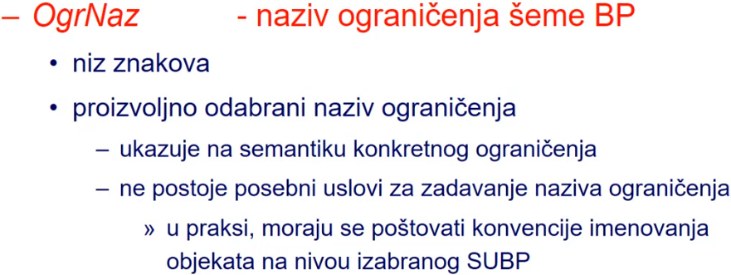 – OgrNaz - naziv ograničenja šeme BP
• niz znakova
• proizvoljno odabrani naziv ograničenja
– ukazuje na semantiku konkretnog ograničenja
– ne postoje posebni uslovi za zadavanje naziva ograničenja
» u praksi, moraju se poštovati konvencije imenovanja
objekata na nivou izabranog SUBP